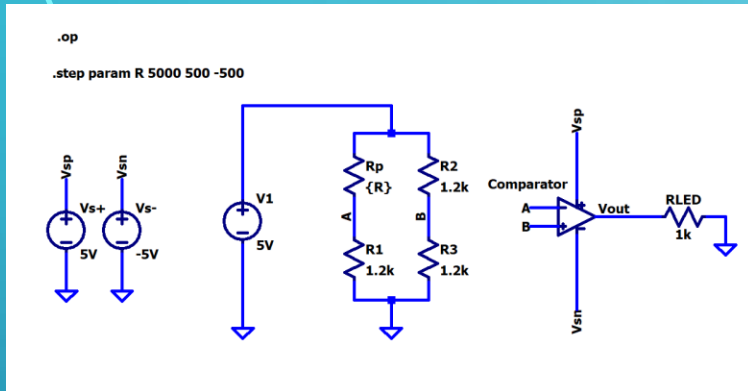 .op
.step param R 5000 500 -500
Vsp
Vsn
Vs+
5V
Vs-
-5V
V1
5V
Rp
{R}
A
R1
1.2k
R2
1.2k
B
R3
1.2k
Comparator
Vsp
A
B
Vout
Vsn
RLED
1k